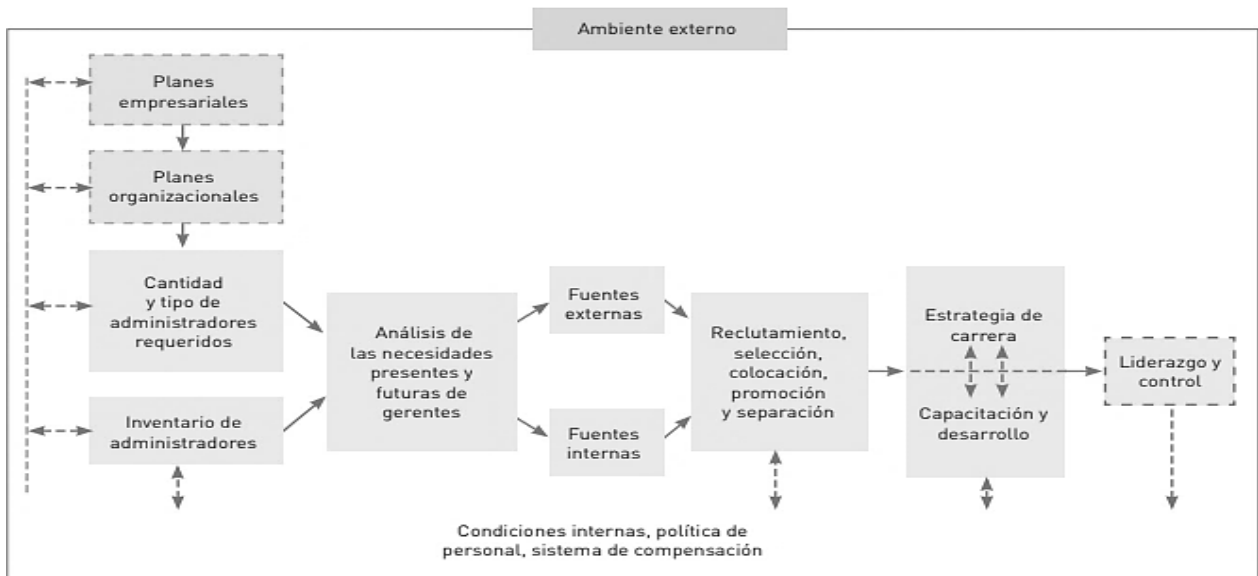 Ambiente externo
Planes
empresariales
Planes
organizacionales
Cantidad
y tipo de
administradores
requeridos
Inventario de
administradores
Análisis de
las necesidades
presentes y
futuras de
gerentes
Fuentes
externas
Fuentes
internas
Reclutamiento,
selección,
colocación,
promoción
y separación
Estrategia de
carrera
Capacitación y
desarrollo
Liderazgo y
control
Condiciones internas, política de
personal, sistema de compensación